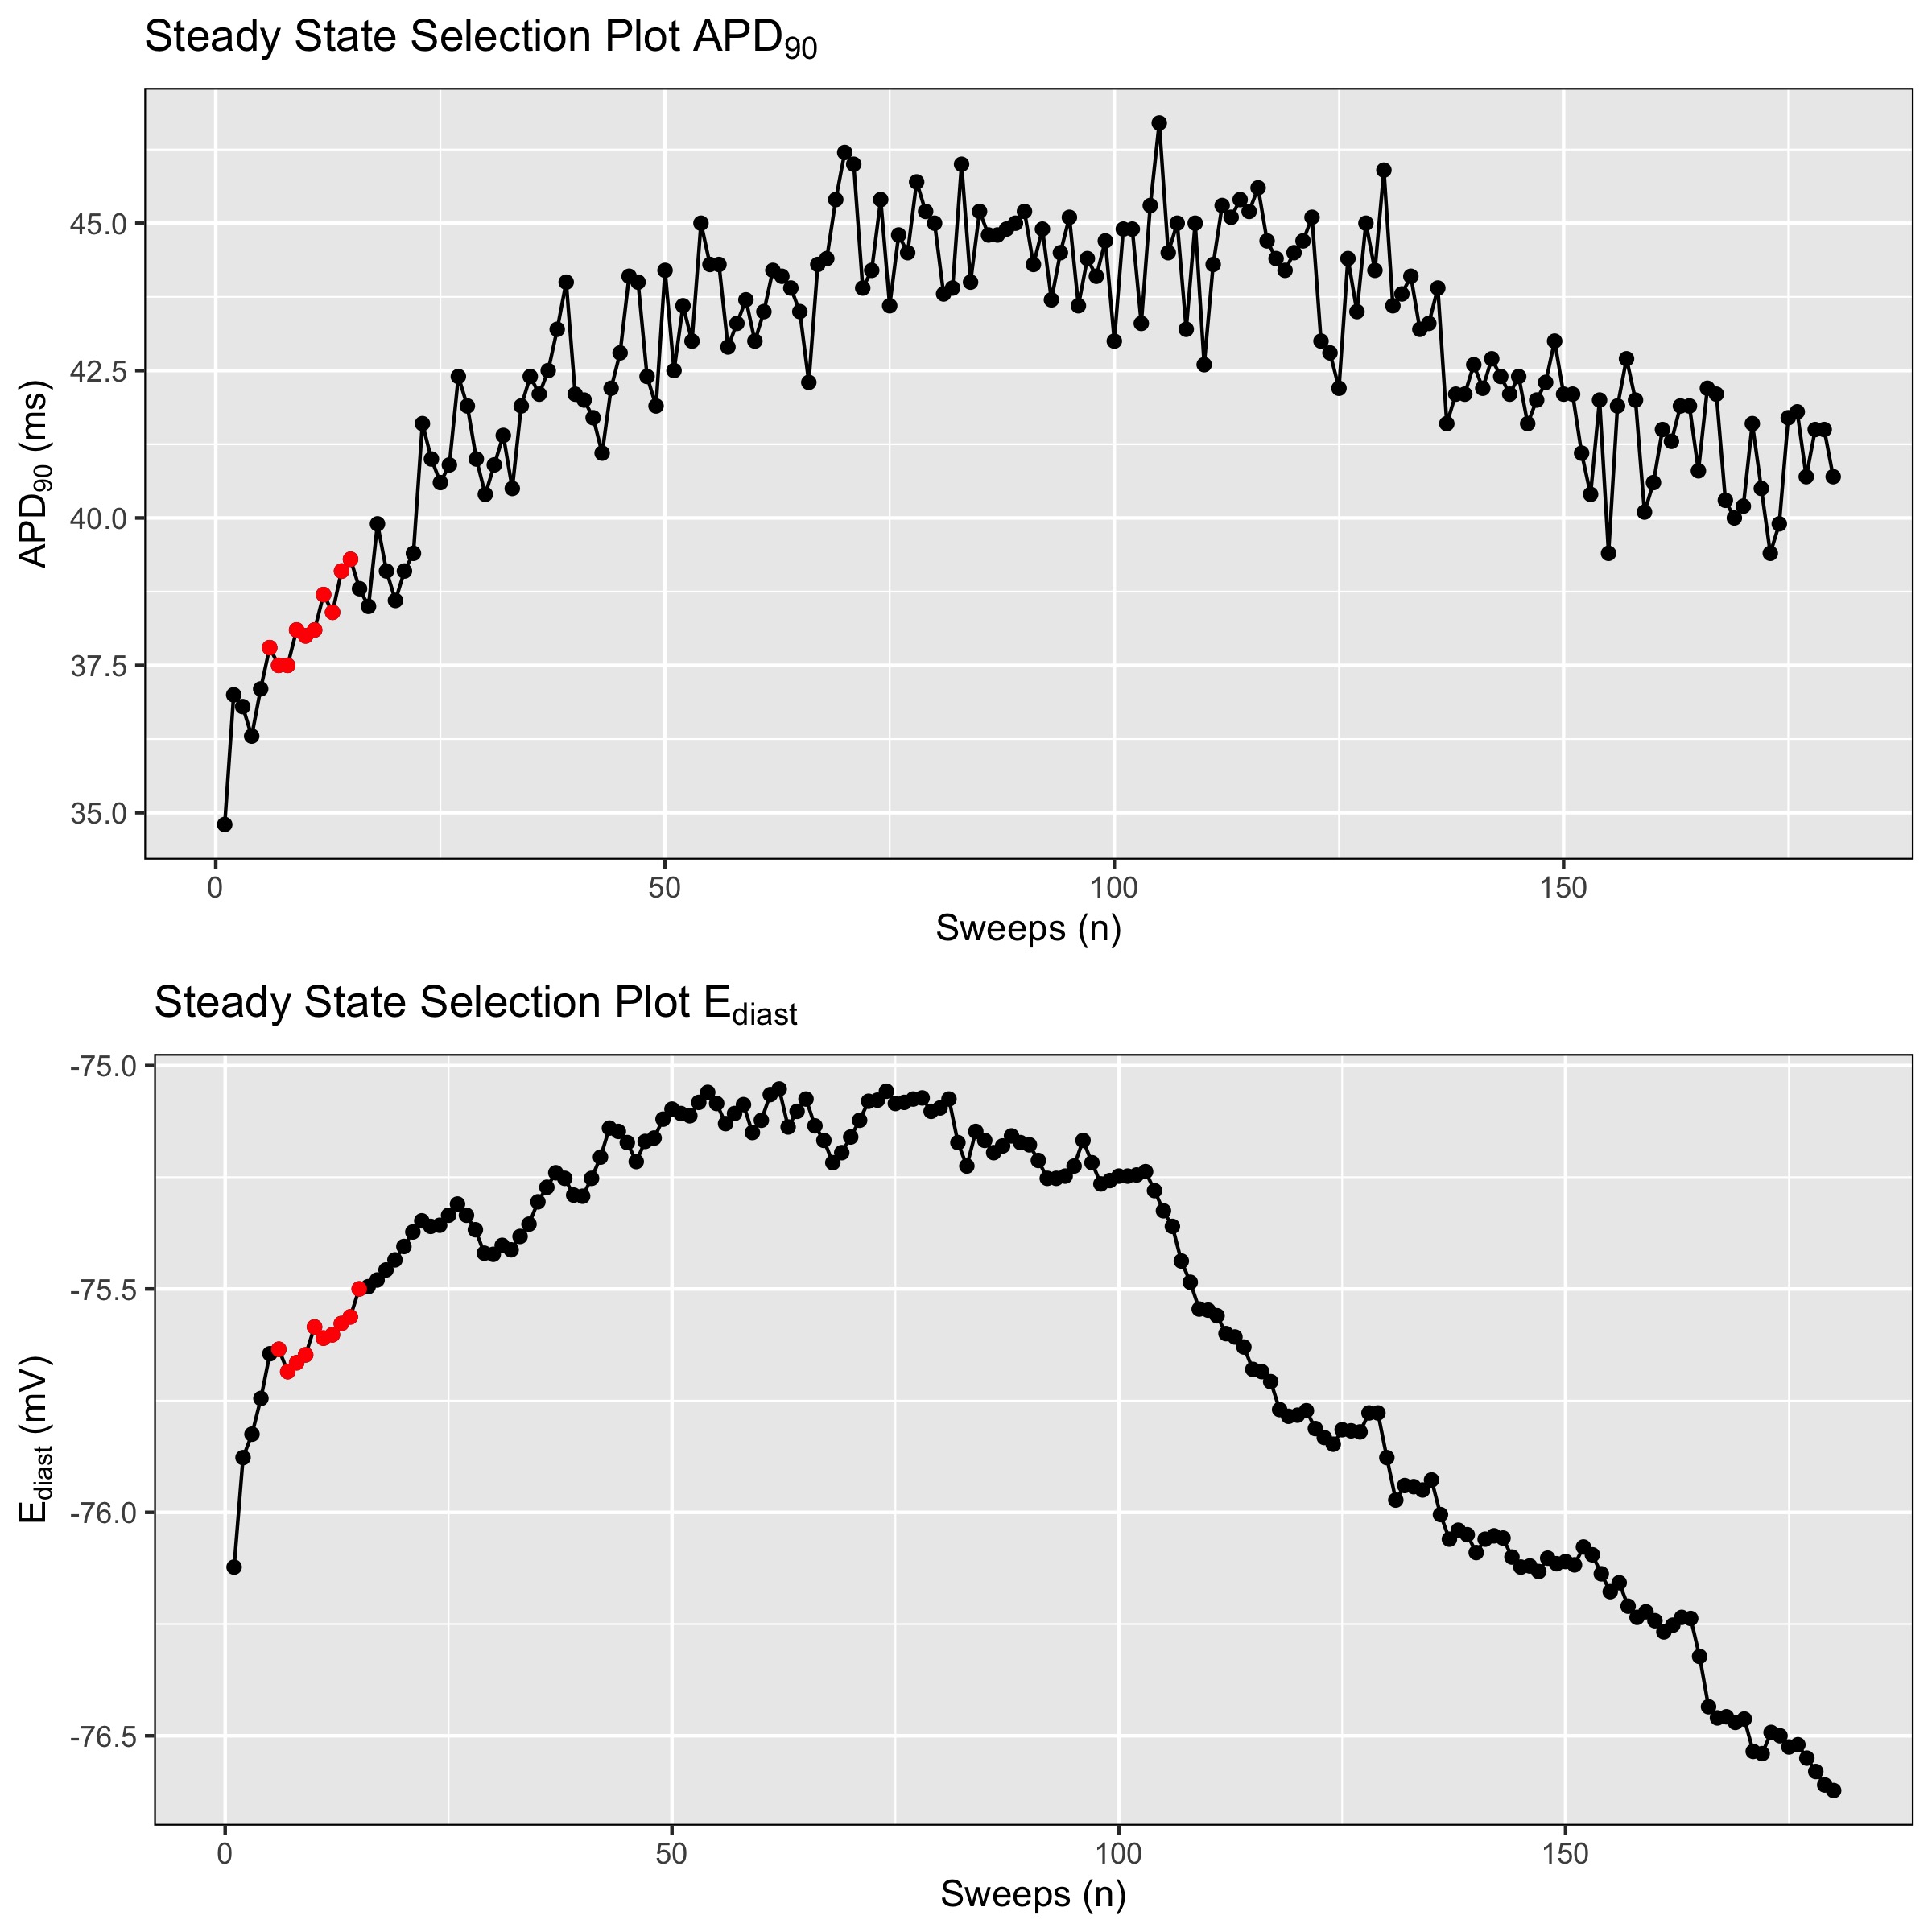 Steady State Selection Plot APD90
45.0
42.5
40.0
37.5
35.0
APD90 (ms)
0 50 100 150
Sweeps (n)
Steady State Selection Plot Ediast
-75.0
-75.5
-76.0
-76.5
Ediast (mV)
0 50 100 150
Sweeps (n)